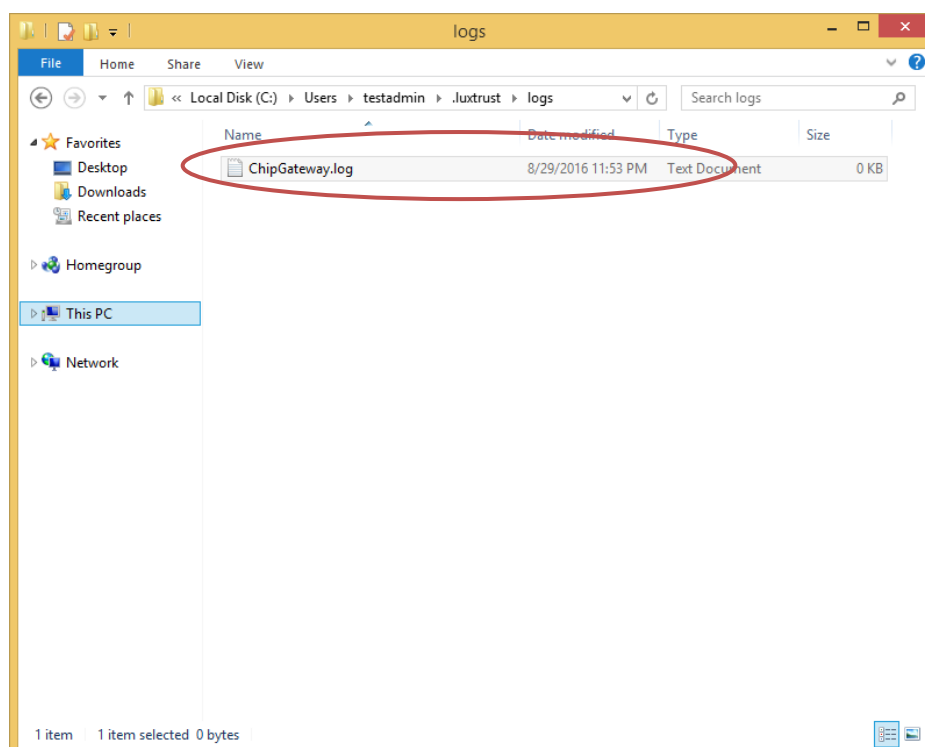 logs
File Home Share View
« Local Disk (C:) Users testadmin .luxtrust logs Search logs
Name Date modified Type Size
Favorites
Desktop
Downloads
Recent places
Homegroup
This PC
Network
ChipGateway.log 8/29/2016 11:53 PM Text Document 0 KB
1 item 1 item selected 0 bytes